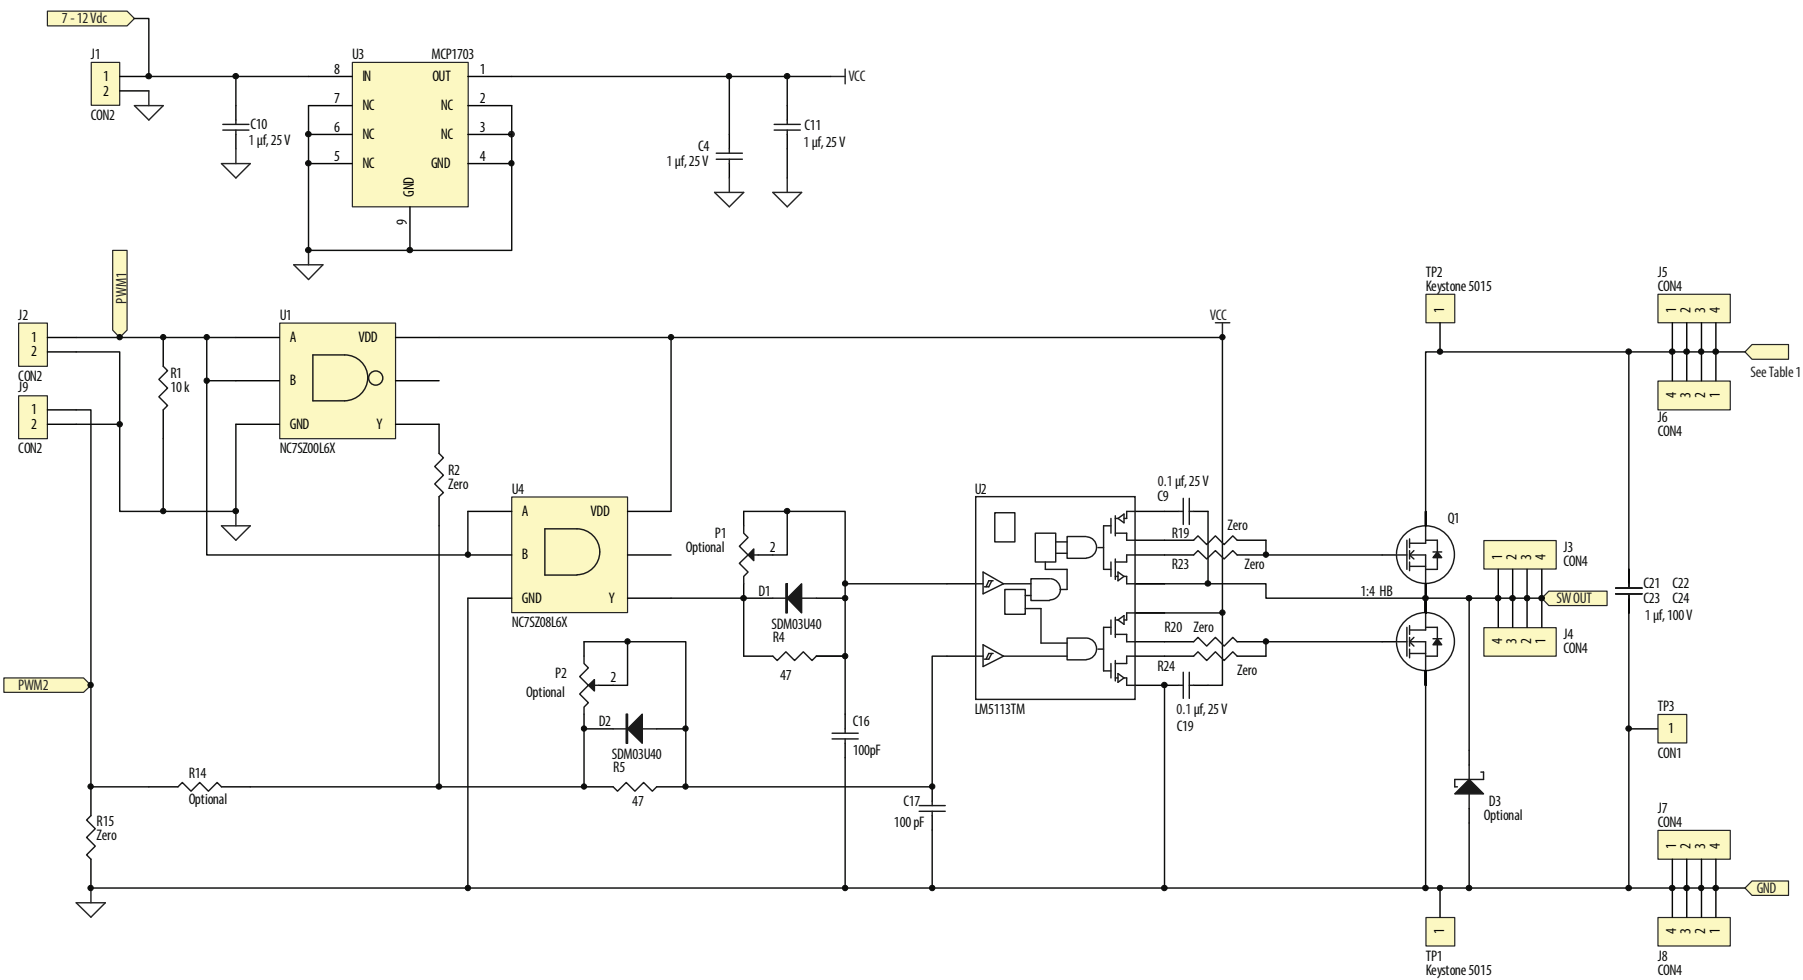 7 - 12 Vdc
J1
1
2
CON2
C10
1 µf, 25 V
U3
MCP1703
8
IN
OUT
1
7
NC
NC
2
6
NC
NC
3
5
NC
GND
4
GND
9
C4
1 µf, 25 V
C11
1 µf, 25 V
VCC
PWM1
J2
1
2
CON2
J9
1
2
CON2
R1
10 k
U1
A
VDD
B
GND
Y
NC7SZ00L6X
R2
Zero
U4
A
VDD
B
GND
Y
NC7SZ08L6X
P1
Optional
2
D1
SDM03U40
R4
47
P2
Optional
2
D2
SDM03U40
R5
47
C16
100pF
C17
100 pF
PWM2
R14
Optional
R15
Zero
U2
LM5113TM
0.1 µf, 25 V
C9
VCC
R19
Zero
R23
Zero
R20
Zero
R24
Zero
0.1 µf, 25 V
C19
1:4 HB
Q1
TP2
Keystone 5015
1
J5
CON4
1 2 3 4
See Table 1
4 3 2 1
J6
CON4
1 2 3 4
J3
CON4
SW OUT
4 3 2 1
J4
CON4
C21 C22
C23 C24
1 µf, 100 V
TP3
1
CON1
D3
Optional
J7
CON4
1 2 3 4
GND
4 3 2 1
J8
CON4
1
TP1
Keystone 5015